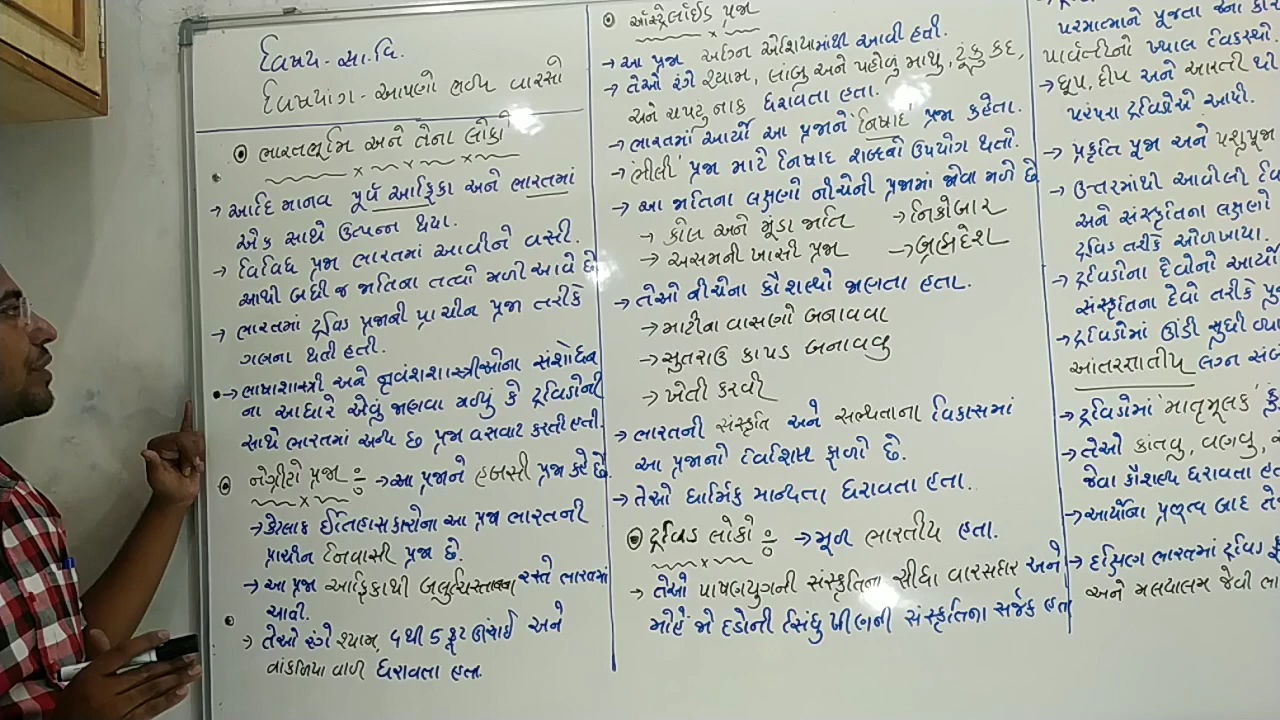 વિષય - સા.વિ.
વિષયાંગ - આપણો ભવ્ય વારસો
ભારતભૂમિ અને તેના લોકો
→ આદિ માનવ પૂર્વ આફ્રિકા અને ભારતમાં
એક સાથે ઉત્પન્ન થયા.
→ વિવિધ પ્રજા ભારતમાં આવીને વસી.
આથી બધી જ જાતિના તત્વો મળી આવે છે
→ ભારતમાં દ્રવિડ પ્રજાની પ્રાચીન પ્રજા તરીકે
ગણના થતી હતી.
→ ભાષાશાસ્ત્રી અને નૃવંશશાસ્ત્રીઓના સંશોધન
ના આધારે એવું જાણવા મળ્યું કે દ્રવિડોની
સાથે ભારતમાં અન્ય છ પ્રજા વસવાટ કરતી હતી.
નેગ્રીટો પ્રજા : → આ પ્રજાને હબસી પ્રજા કહે છે.
→ કેટલાક ઈતિહાસકારોના આ પ્રજા ભારતની
પ્રાચીન નિવાસી પ્રજા છે.
→ આ પ્રજા આફ્રિકાથી બલુચિસ્તાનના રસ્તે ભારતમાં
આવી.
→ તેઓ રંગે શ્યામ, ૪ થી ૫ ફૂટ ઊંચાઈ અને
વાંકળિયા વાળ ધરાવતા હતા.
ઑસ્ટ્રેલૉઈડ પ્રજા
→ આ પ્રજા અગ્નિ એશિયામાંથી આવી હતી.
→ તેઓ રંગે શ્યામ, લાંબુ અને પહોળું માથું, ટૂંકુ કદ,
અને ચપટુ નાક ધરાવતા હતા.
→ ભારતમાં આર્યો આ પ્રજાને 'નિષાદ' પ્રજા કહેતા.
→ 'ભીલી' પ્રજા માટે નિષાદ શબ્દનો ઉપયોગ થતો.
→ આ જાતિના લક્ષણો નીચેની પ્રજામાં જોવા મળે છે
→ કોલ અને મૂંડા જાતિ → નિકોબાર
→ અસમની ખાસી પ્રજા → બ્રહ્મદેશ
→ તેઓ નીચેના કૌશલ્યો જાણતા હતા.
→ માટીના વાસણો બનાવવા
→ સુતરાઉ કાપડ બનાવવુ
→ ખેતી કરવી
→ ભારતની સંસ્કૃતિ અને સભ્યતાના વિકાસમાં
આ પ્રજાનો વિશિષ્ટ ફાળો છે.
→ તેઓ ધાર્મિક માન્યતા ધરાવતા હતા.
દ્રવિડ લોકો : → મૂળ ભારતીય હતા.
→ તેઓ પાષાણયુગની સંસ્કૃતિના સીધા વારસદાર અને
મોહેં જો દડોની સિંધુ ખીણની સંસ્કૃતિના સર્જક હતા
પરમાત્માને પૂજતા જેના
પાર્વતીનો ખ્યાલ વિકસ્યો.
→ ધૂપ, દીપ અને આરતી થી
પરંપરા દ્રવિડોએ આપી.
→ પ્રકૃતિ પૂજા અને પશુપૂજા
→ ઉત્તરમાંથી આવેલી
અને સંસ્કૃતિના લક્ષણો
દ્રવિડ તરીકે ઓળખાયા.
→ દ્રવિડોના દેવોનો આર્યો
સંસ્કૃતિના દેવો તરીકે
→ દ્રવિડોમાં ઊંડી સુધી
આંતરજ્ઞાતીય લગ્ન
→ દ્રવિડોમાં 'માતૃમૂલક'
→ તેઓ કાંતવુ, વણવુ,
જેવા કૌશલ્ય ધરાવતા
→ આર્યોના પ્રભુત્વ બાદ
→ દક્ષિણ ભારતમાં દ્રવિડ
અને મલયાલમ જેવી